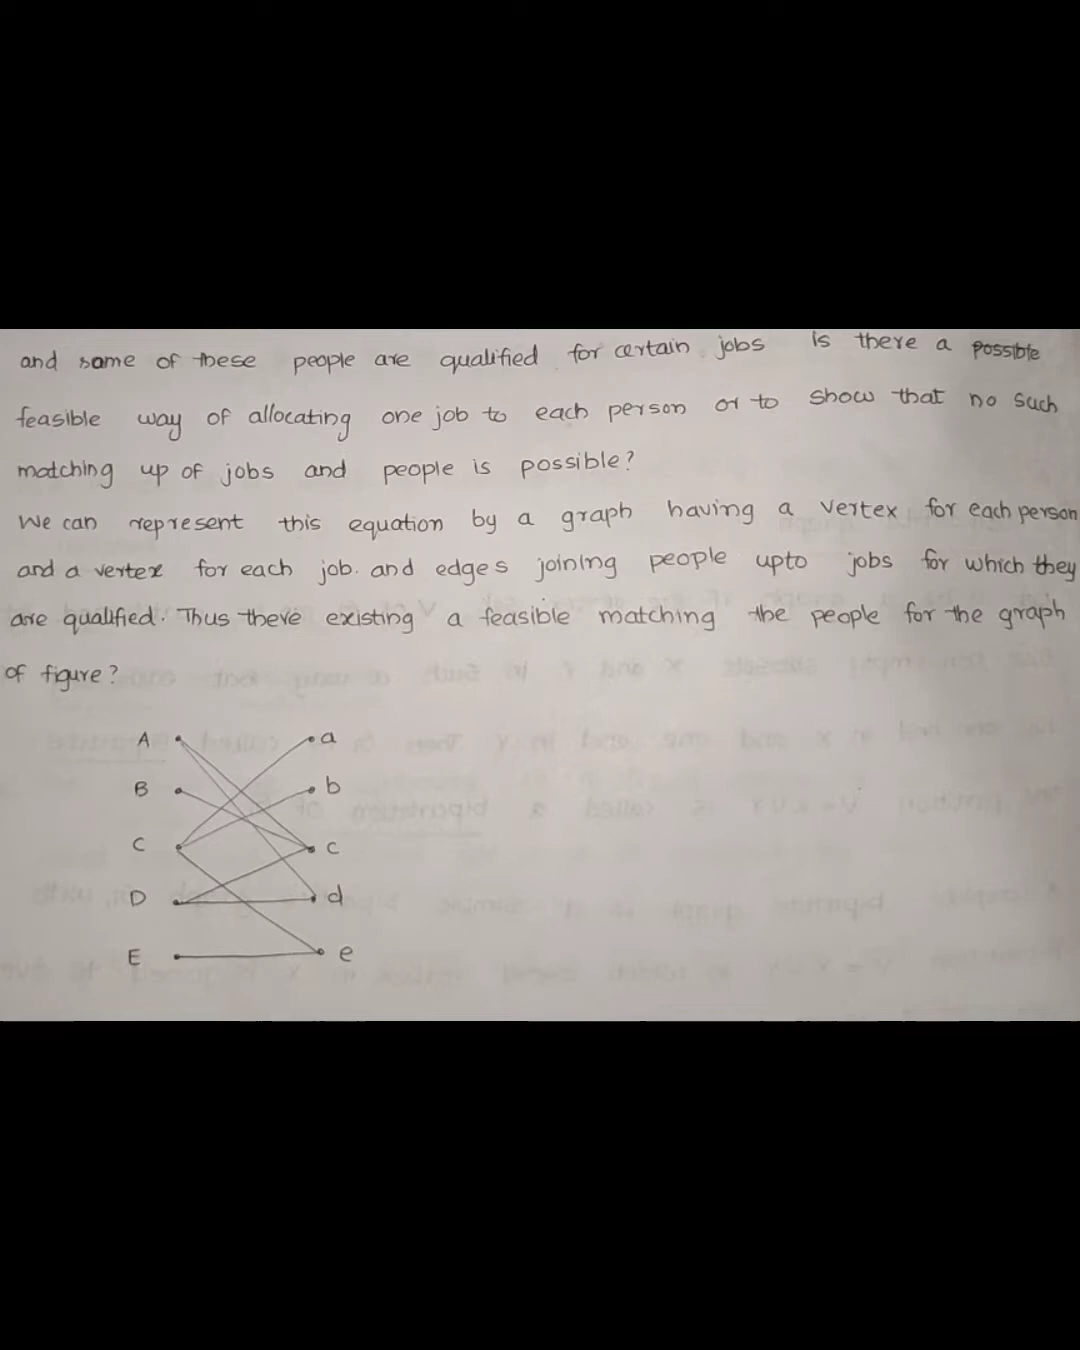 and some of these people are qualified for certain jobs Is there a possible
feasible way of allocating one job to each person or to show that no such
matching up of jobs and people is possible?
We can represent this equation by a graph having a vertex for each person
and a vertex for each job. and edges joining people upto jobs for which they
are qualified. Thus there existing a feasible matching the people for the graph
of figure?
A a
B b
C c
D d
E e